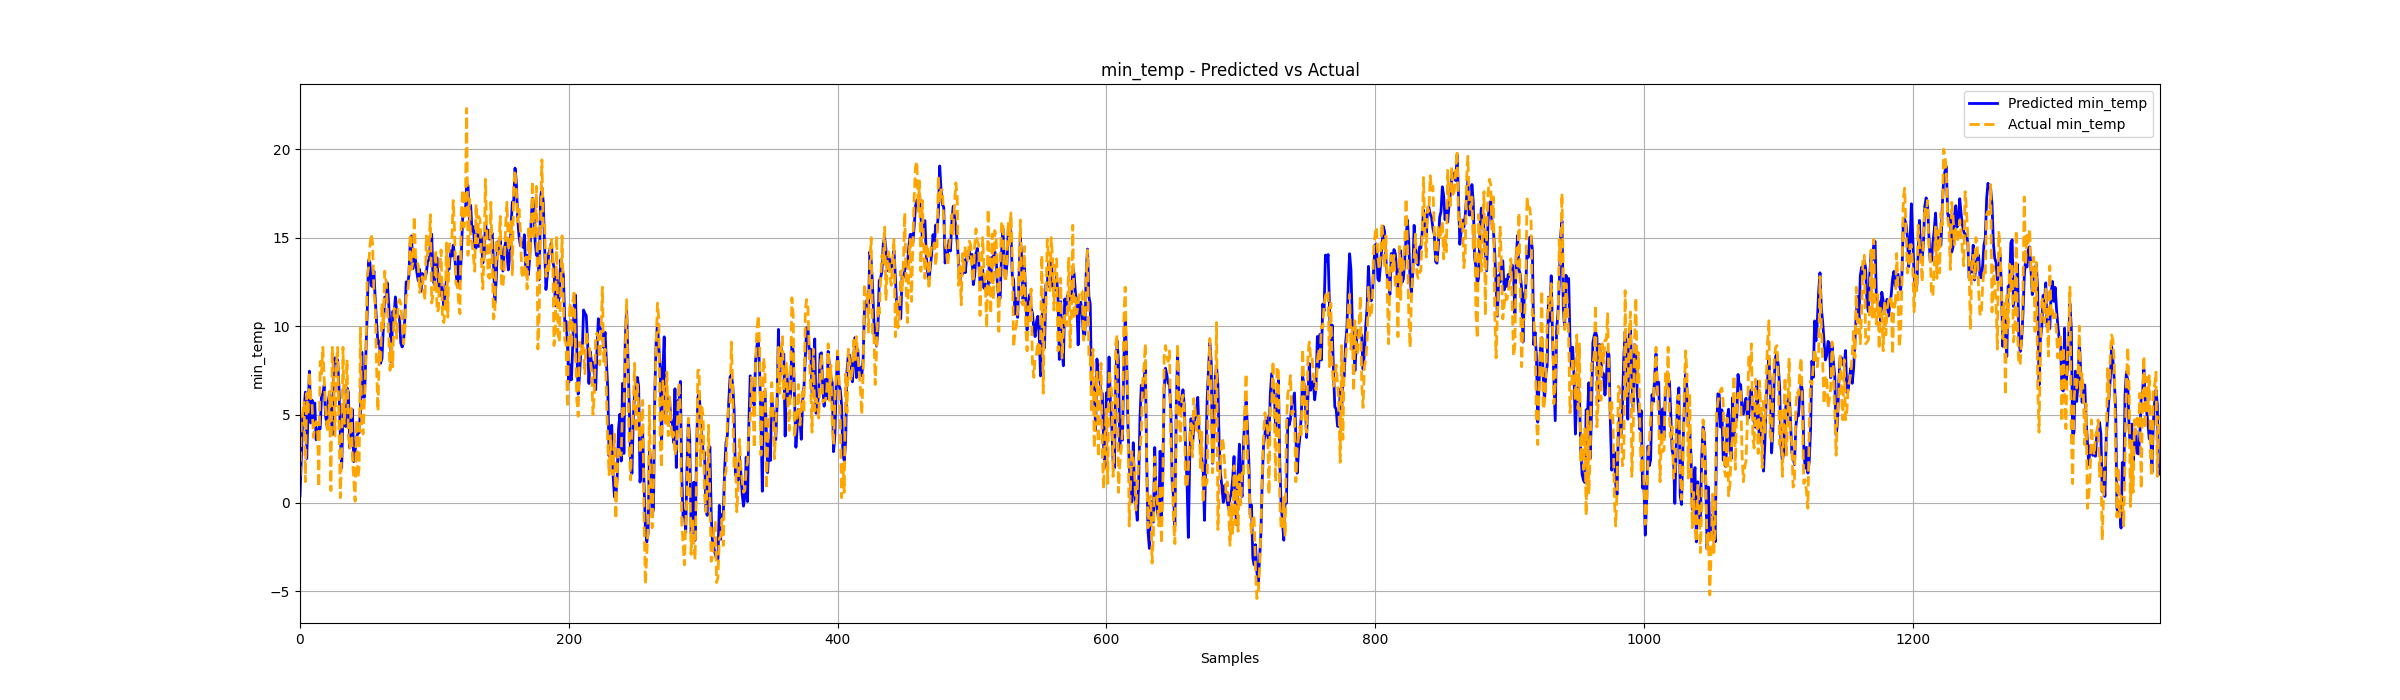 min_temp - Predicted vs Actual
Predicted min_temp
Actual min_temp
min_temp
20
15
10
5
0
−5
0
200
400
600
800
1000
1200
Samples